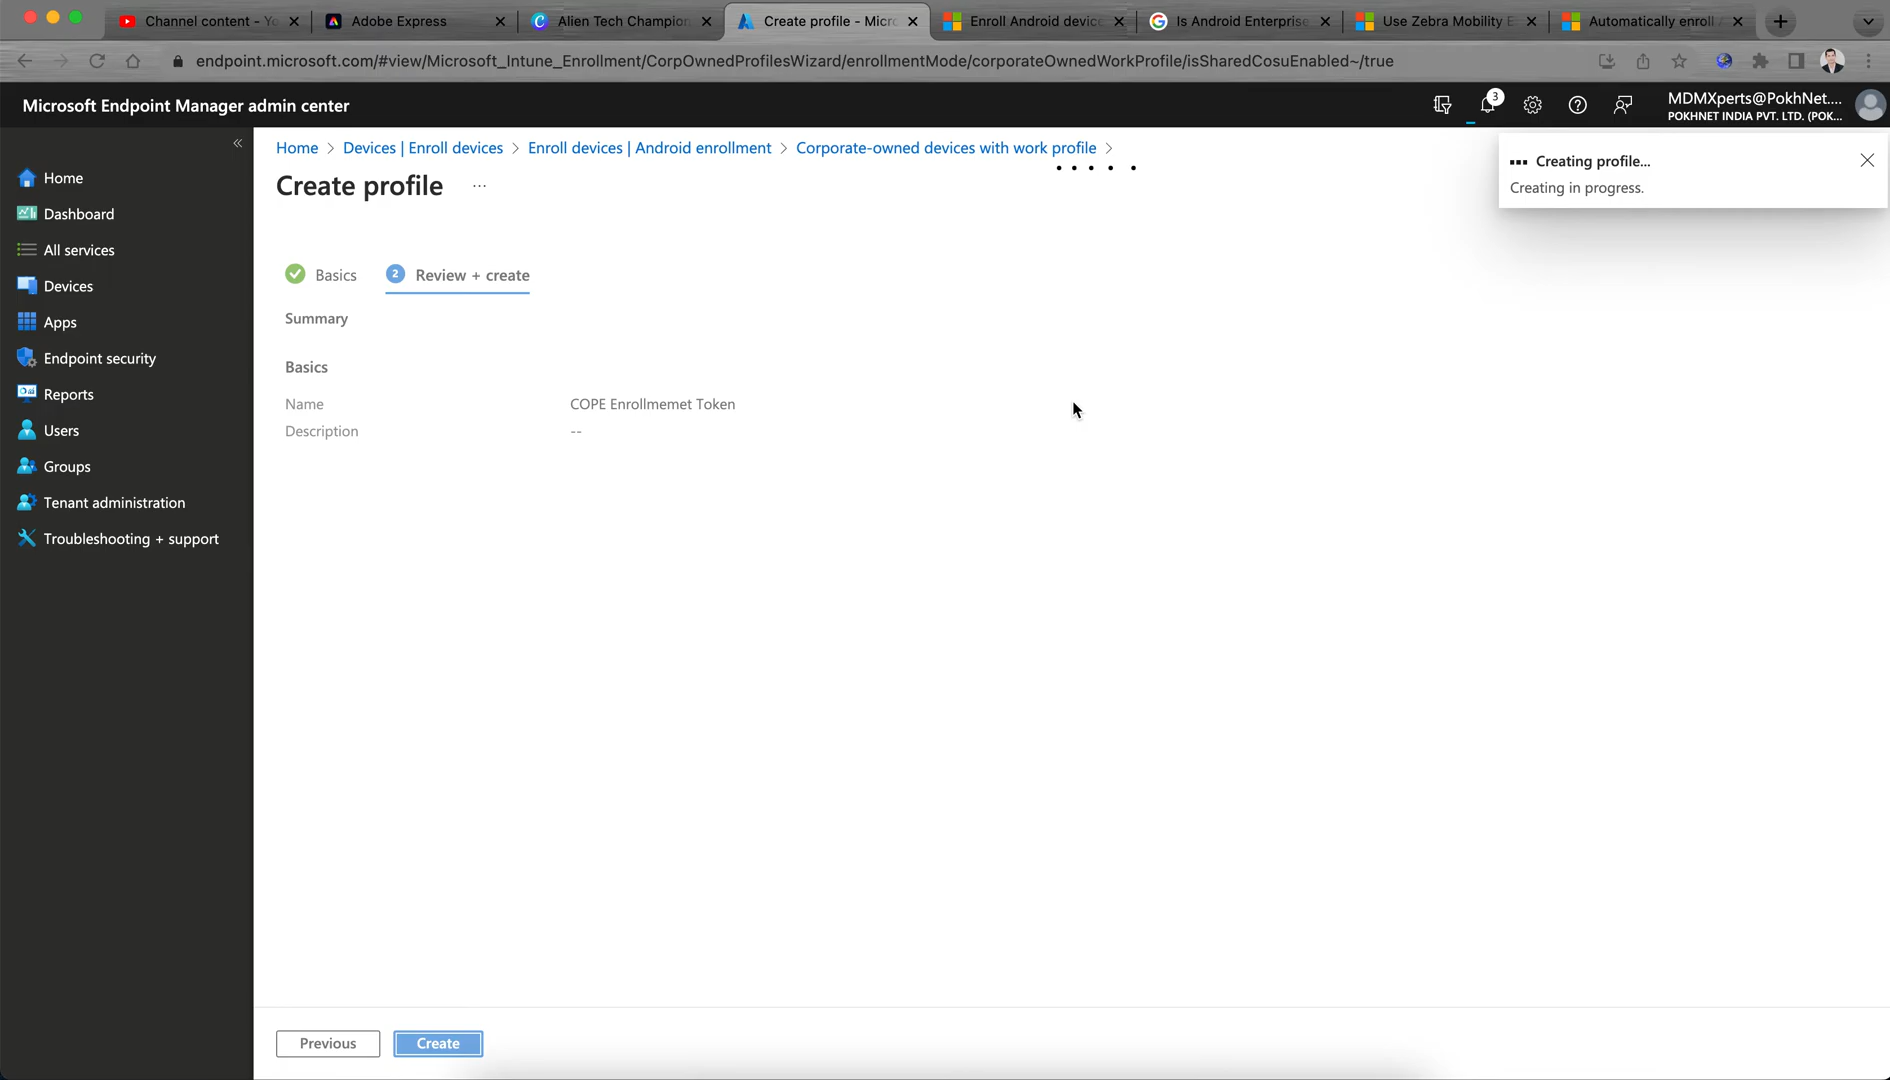 Channel content - Yo
Adobe Express
Alien Tech Champion
Create profile - Micro
Enroll Android device
Is Android Enterprise
Use Zebra Mobility E
Automatically enroll A
endpoint.microsoft.com/#view/Microsoft_Intune_Enrollment/CorpOwnedProfilesWizard/enrollmentMode/corporateOwnedWorkProfile/isSharedCosuEnabled~/true
Microsoft Endpoint Manager admin center
3
MDMXperts@PokhNet....
POKHNET INDIA PVT. LTD. (POK...
Home > Devices | Enroll devices > Enroll devices | Android enrollment > Corporate-owned devices with work profile >
Create profile ...
Creating profile...
Creating in progress.
Home
Dashboard
All services
Devices
Apps
Endpoint security
Reports
Users
Groups
Tenant administration
Troubleshooting + support
Basics
2 Review + create
Summary
Basics
Name COPE Enrollmemet Token
Description --
Previous
Create